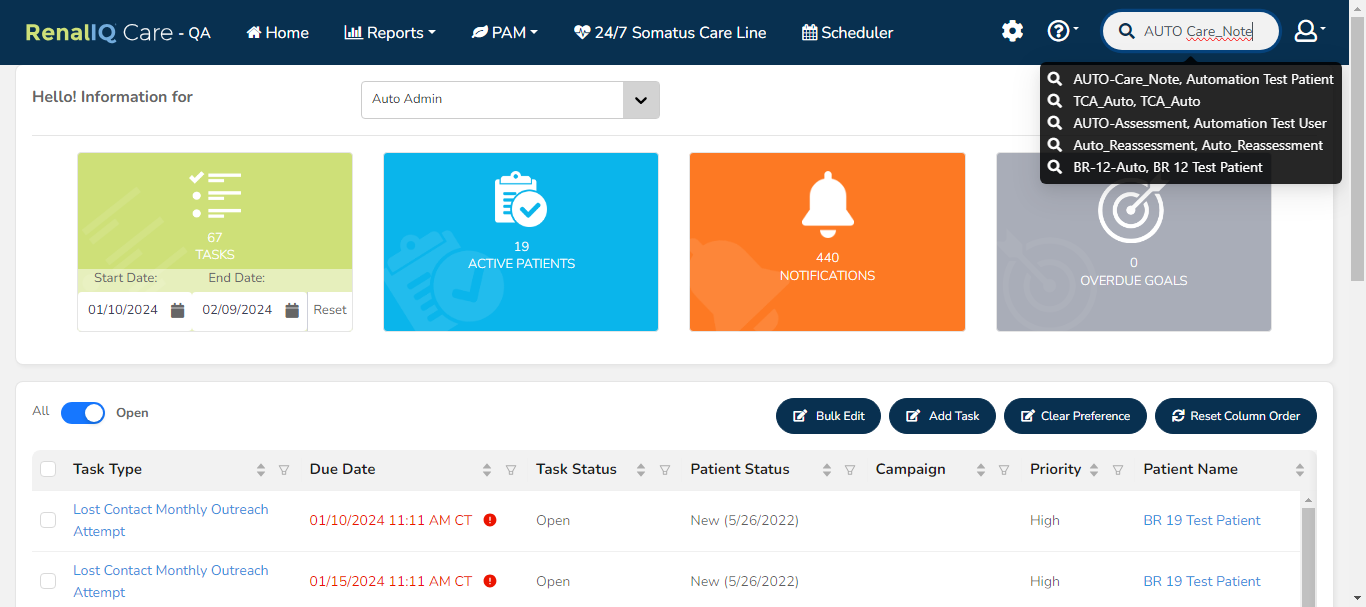 RenalIQ Care - QA
Home
Reports
PAM
24/7 Somatus Care Line
Scheduler
AUTO Care_Note
AUTO-Care_Note, Automation Test Patient
TCA_Auto, TCA_Auto
AUTO-Assessment, Automation Test User
Auto_Reassessment, Auto_Reassessment
BR-12-Auto, BR 12 Test Patient
Hello! Information for
Auto Admin
67
TASKS
Start Date: End Date:
01/10/2024 02/09/2024 Reset
19
ACTIVE PATIENTS
440
NOTIFICATIONS
0
OVERDUE GOALS
All Open
Bulk Edit
Add Task
Clear Preference
Reset Column Order
Task Type Due Date Task Status Patient Status Campaign Priority Patient Name
Lost Contact Monthly Outreach
Attempt
01/10/2024 11:11 AM CT Open New (5/26/2022) High BR 19 Test Patient
Lost Contact Monthly Outreach
Attempt
01/15/2024 11:11 AM CT Open New (5/26/2022) High BR 19 Test Patient